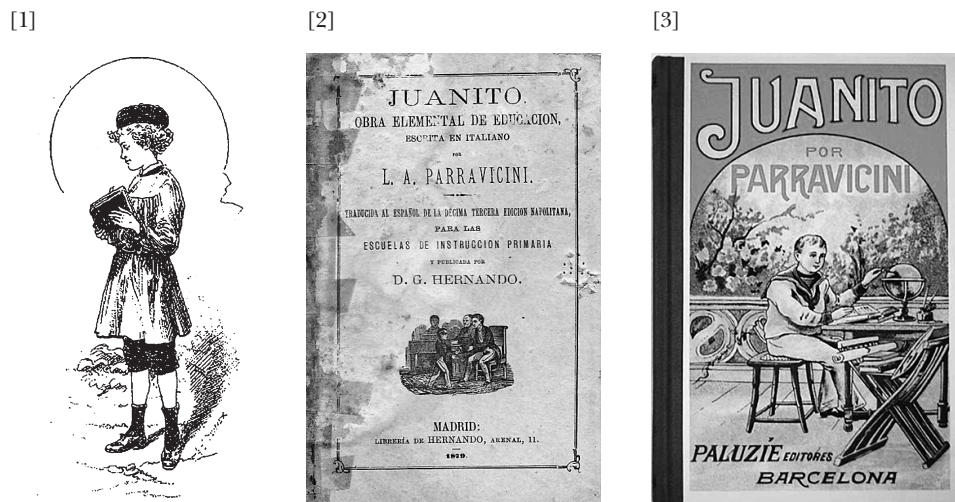 [1]
[2]
[3]
JUANITO.
OBRA ELEMENTAL DE EDUCACION,
ESCRITA EN ITALIANO
POR
L. A. PARRAVICINI.
TRADUCIDA AL ESPAÑOL DE LA DÉCIMA TERCERA EDICION NAPOLITANA,
PARA LAS
ESCUELAS DE INSTRUCCION PRIMARIA
Y PUBLICADA POR
D. G. HERNANDO.
MADRID:
LIBRERÍA DE HERNANDO, ARENAL, 11.
1879.
JUANITO
POR
PARRAVICINI
PALUZÍE EDITORES
BARCELONA